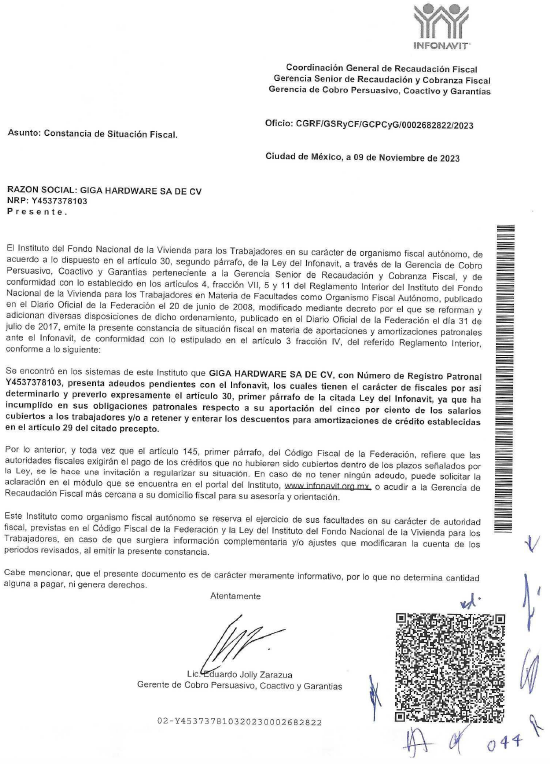 INFONAVIT
Coordinación General de Recaudación Fiscal
Gerencia Senior de Recaudación y Cobranza Fiscal
Gerencia de Cobro Persuasivo, Coactivo y Garantías
Oficio: CGRF/GSRyCF/GCPCyG/0002682822/2023
Asunto: Constancia de Situación Fiscal.
Ciudad de México, a 09 de Noviembre de 2023
RAZON SOCIAL: GIGA HARDWARE SA DE CV
NRP: Y4537378103
Presente.
El Instituto del Fondo Nacional de la Vivienda para los Trabajadores en su carácter de organismo fiscal autónomo, de
acuerdo a lo dispuesto en el artículo 30, segundo párrafo, de la Ley del Infonavit, a través de la Gerencia de Cobro
Persuasivo, Coactivo y Garantías perteneciente a la Gerencia Senior de Recaudación y Cobranza Fiscal, y de
conformidad con lo establecido en los artículos 4, fracción VII, 5 y 11 del Reglamento Interior del Instituto del Fondo
Nacional de la Vivienda para los Trabajadores en Materia de Facultades como Organismo Fiscal Autónomo, publicado
en el Diario Oficial de la Federación el 20 de junio de 2008, modificado mediante decreto por el que se reforman y
adicionan diversas disposiciones de dicho ordenamiento, publicado en el Diario Oficial de la Federación el día 31 de
julio de 2017, emite la presente constancia de situación fiscal en materia de aportaciones y amortizaciones patronales
ante el Infonavit, de conformidad con lo estipulado en el artículo 3 fracción IV, del referido Reglamento Interior,
conforme a lo siguiente:
Se encontró en los sistemas de este Instituto que GIGA HARDWARE SA DE CV, con Número de Registro Patronal
Y4537378103, presenta adeudos pendientes con el Infonavit, los cuales tienen el carácter de fiscales por así
determinarlo y preverlo expresamente el artículo 30, primer párrafo de la citada Ley del Infonavit, ya que ha
incumplido en sus obligaciones patronales respecto a su aportación del cinco por ciento de los salarios
cubiertos a los trabajadores y/o a retener y enterar los descuentos para amortizaciones de crédito establecidas
en el artículo 29 del citado precepto.
Por lo anterior, y toda vez que el artículo 145, primer párrafo, del Código Fiscal de la Federación, refiere que las
autoridades fiscales exigirán el pago de los créditos que no hubieren sido cubiertos dentro de los plazos señalados por
la Ley, se le hace una invitación a regularizar su situación. En caso de no tener ningún adeudo, puede solicitar la
aclaración en el módulo que se encuentra en el portal del Instituto, www.infonavit.org.mx, o acudir a la Gerencia de
Recaudación Fiscal más cercana a su domicilio fiscal para su asesoría y orientación.
Este Instituto como organismo fiscal autónomo se reserva el ejercicio de sus facultades en su carácter de autoridad
fiscal, previstas en el Código Fiscal de la Federación y la Ley del Instituto del Fondo Nacional de la Vivienda para los
Trabajadores, en caso de que surgiera información complementaria y/o ajustes que modificaran la cuenta de los
periodos revisados, al emitir la presente constancia.
Cabe mencionar, que el presente documento es de carácter meramente informativo, por lo que no determina cantidad
alguna a pagar, ni genera derechos.
Atentamente
Lic. Eduardo Jolly Zarazua
Gerente de Cobro Persuasivo, Coactivo y Garantías
02-Y453737810320230002682822
044